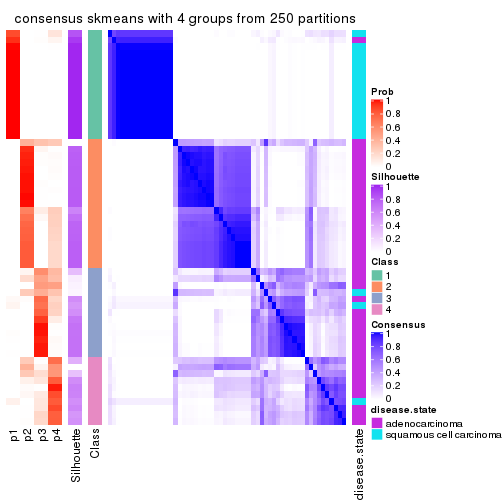 consensus skmeans with 4 groups from 250 partitions
Prob
1
0.8
0.6
0.4
0.2
0
Silhouette
1
0.8
0.6
0.4
0.2
0
Class
1
2
3
4
Consensus
1
0.8
0.6
0.4
0.2
0
disease.state
adenocarcinoma
squamous cell carcinoma
p1
p2
p3
p4
Silhouette
Class
disease.state